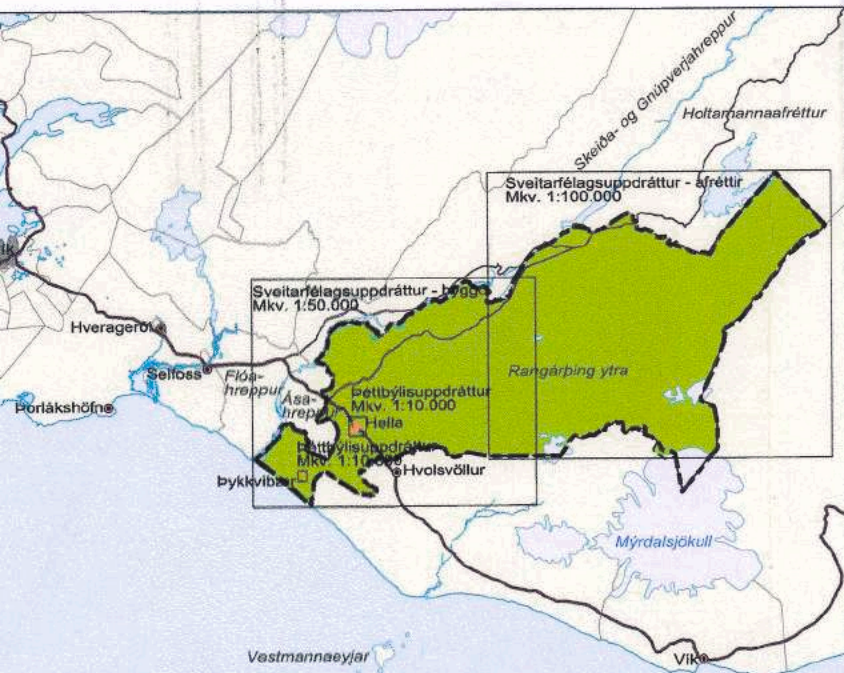 Skeiða- og Gnúpverjahreppur
Holtamannaafréttur
Sveitarfélagsuppdráttur - afréttir
Mkv. 1:100.000
ík
Sveitarfélagsuppdráttur - byggð
Mkv. 1:50.000
Hveragerði
Selfoss
Flóa-
hreppur
Ása-
hreppur
Rangárþing ytra
Þorlákshöfn
Þéttbýlisuppdráttur
Mkv. 1:10.000
Hella
Þéttbýlisuppdráttur
Mkv. 1:10.000
Hvolsvöllur
Þykkvibær
Mýrdalsjökull
Vestmannaeyjar
Vík